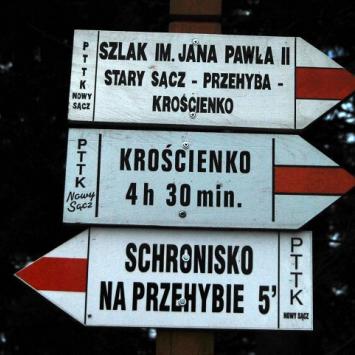 PTTK
NOWY
SĄCZ
SZLAK IM. JANA PAWŁA II
STARY SĄCZ - PRZEHYBA -
KROŚCIENKO
PTTK
Nowy
Sącz
KROŚCIENKO
4 h 30 min.
SCHRONISKO
NA PRZEHYBIE 5'
PTTK
NOWY SĄCZ